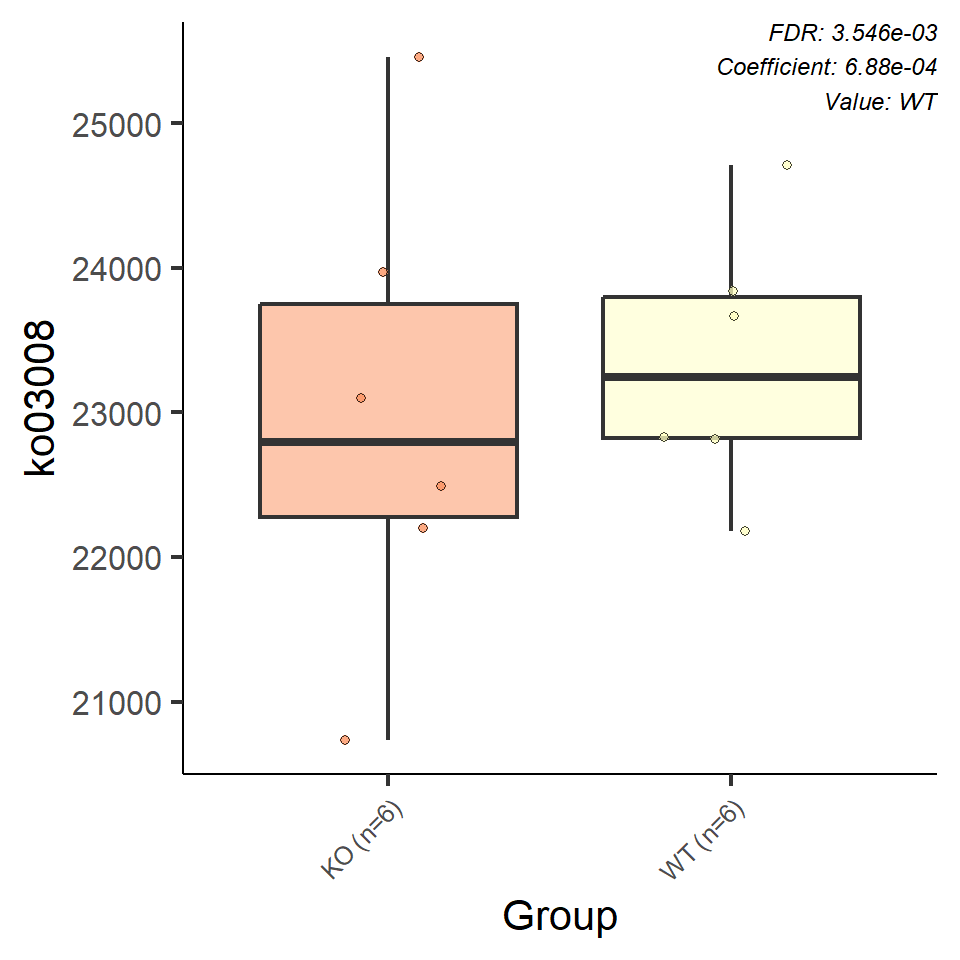 FDR: 3.546e-03
Coefficient: 6.88e-04
Value: WT
25000
24000
23000
22000
21000
ko03008
KO (n=6)
WT (n=6)
Group